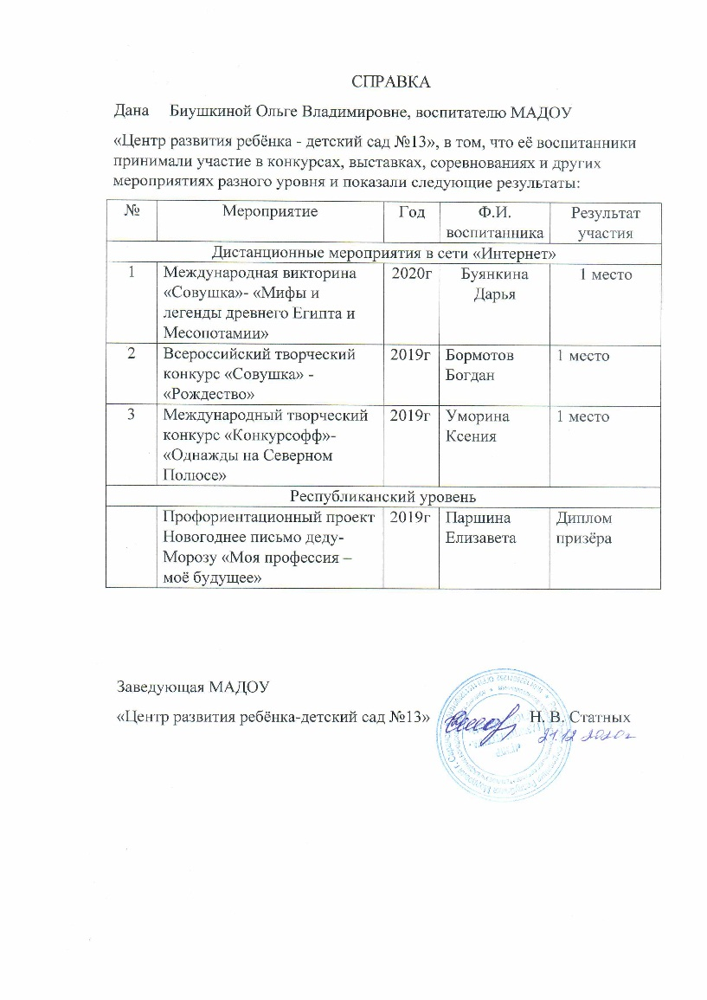 СПРАВКА
Дана Биушкиной Ольге Владимировне, воспитателю МАДОУ
«Центр развития ребёнка - детский сад №13», в том, что её воспитанники
принимали участие в конкурсах, выставках, соревнованиях и других
мероприятиях разного уровня и показали следующие результаты:
№ Мероприятие Год Ф.И. Результат
воспитанника участия
Дистанционные мероприятия в сети «Интернет»
1 Международная викторина 2020г Буянкина 1 место
«Совушка»- «Мифы и Дарья
легенды древнего Египта и
Месопотамии»
2 Всероссийский творческий 2019г Бормотов 1 место
конкурс «Совушка» - Богдан
«Рождество»
3 Международный творческий 2019г Уморина 1 место
конкурс «Конкурсофф»- Ксения
«Однажды на Северном
Полюсе»
Республиканский уровень
Профориентационный проект 2019г Паршина Диплом
Новогоднее письмо деду- Елизавета призёра
Морозу «Моя профессия –
моё будущее»
Заведующая МАДОУ
«Центр развития ребёнка-детский сад №13» Н. В. Статных
21.12 2020г